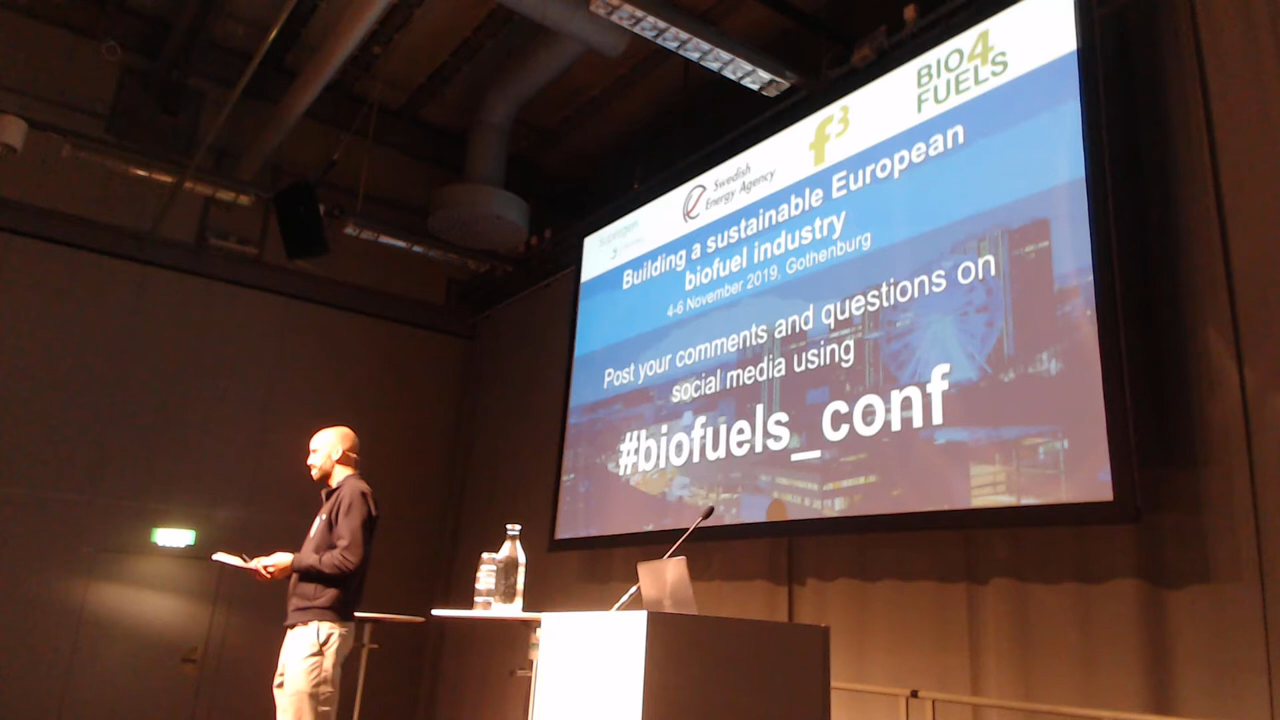 Swedish
Energy Agency
f3
BIO4
FUELS
Building a sustainable European
biofuel industry
4-6 November 2019, Gothenburg
Post your comments and questions on
social media using
#biofuels_conf